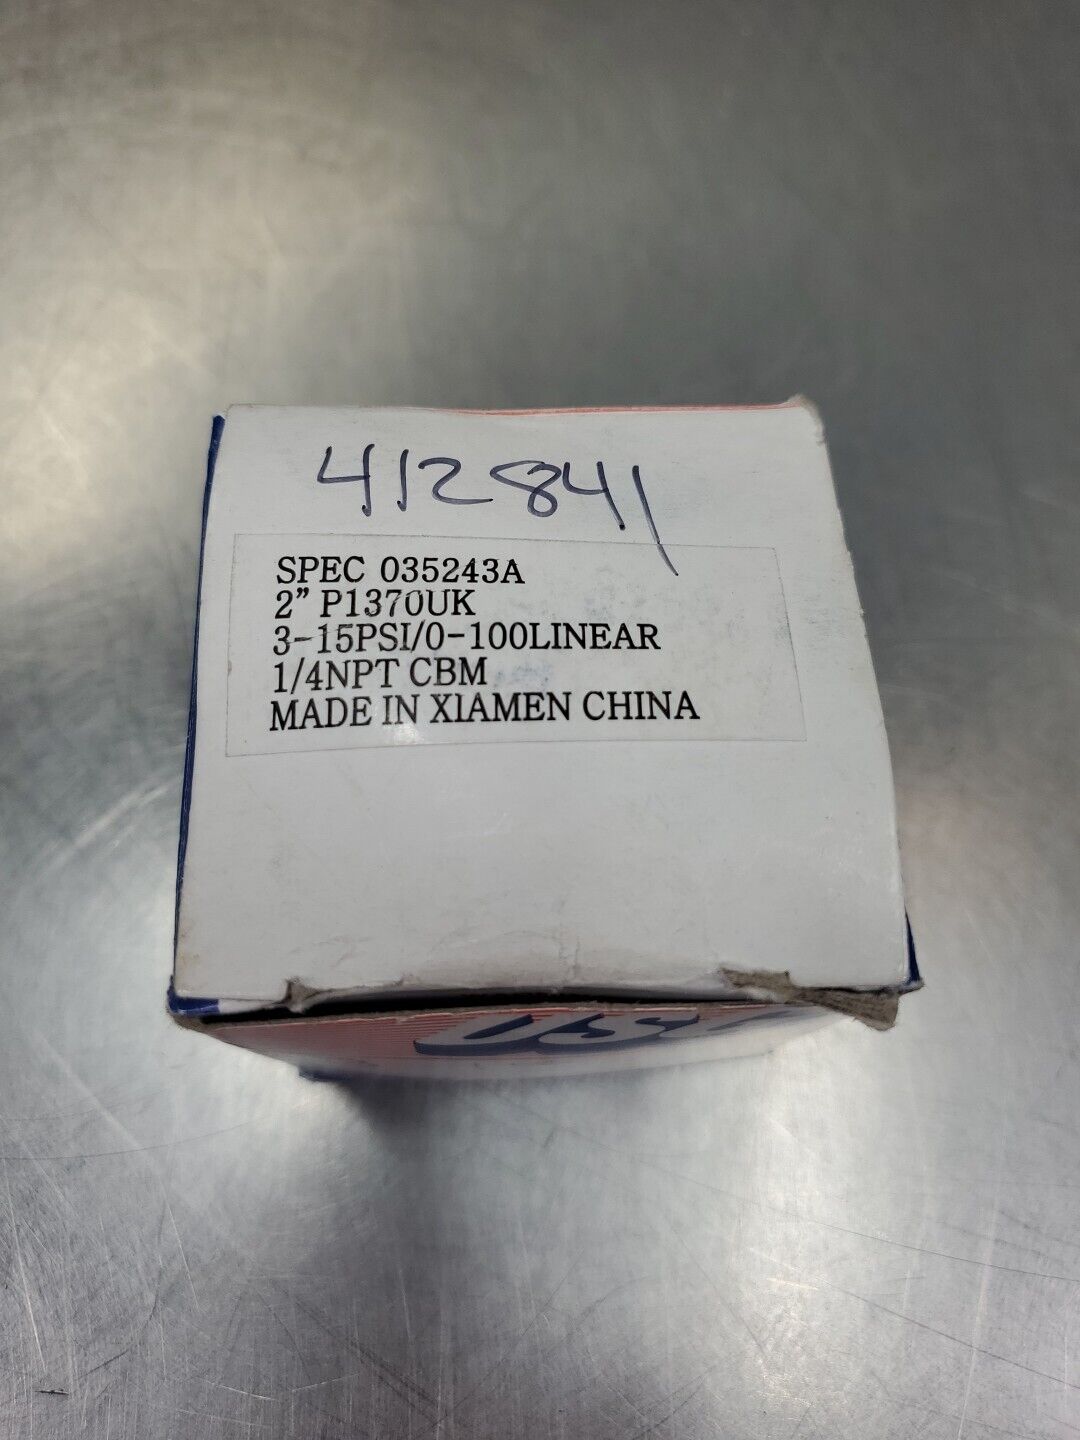 412841
SPEC 035243A
2" P1370UK
3-15PSI/0-100LINEAR
1/4NPT CBM
MADE IN XIAMEN CHINA